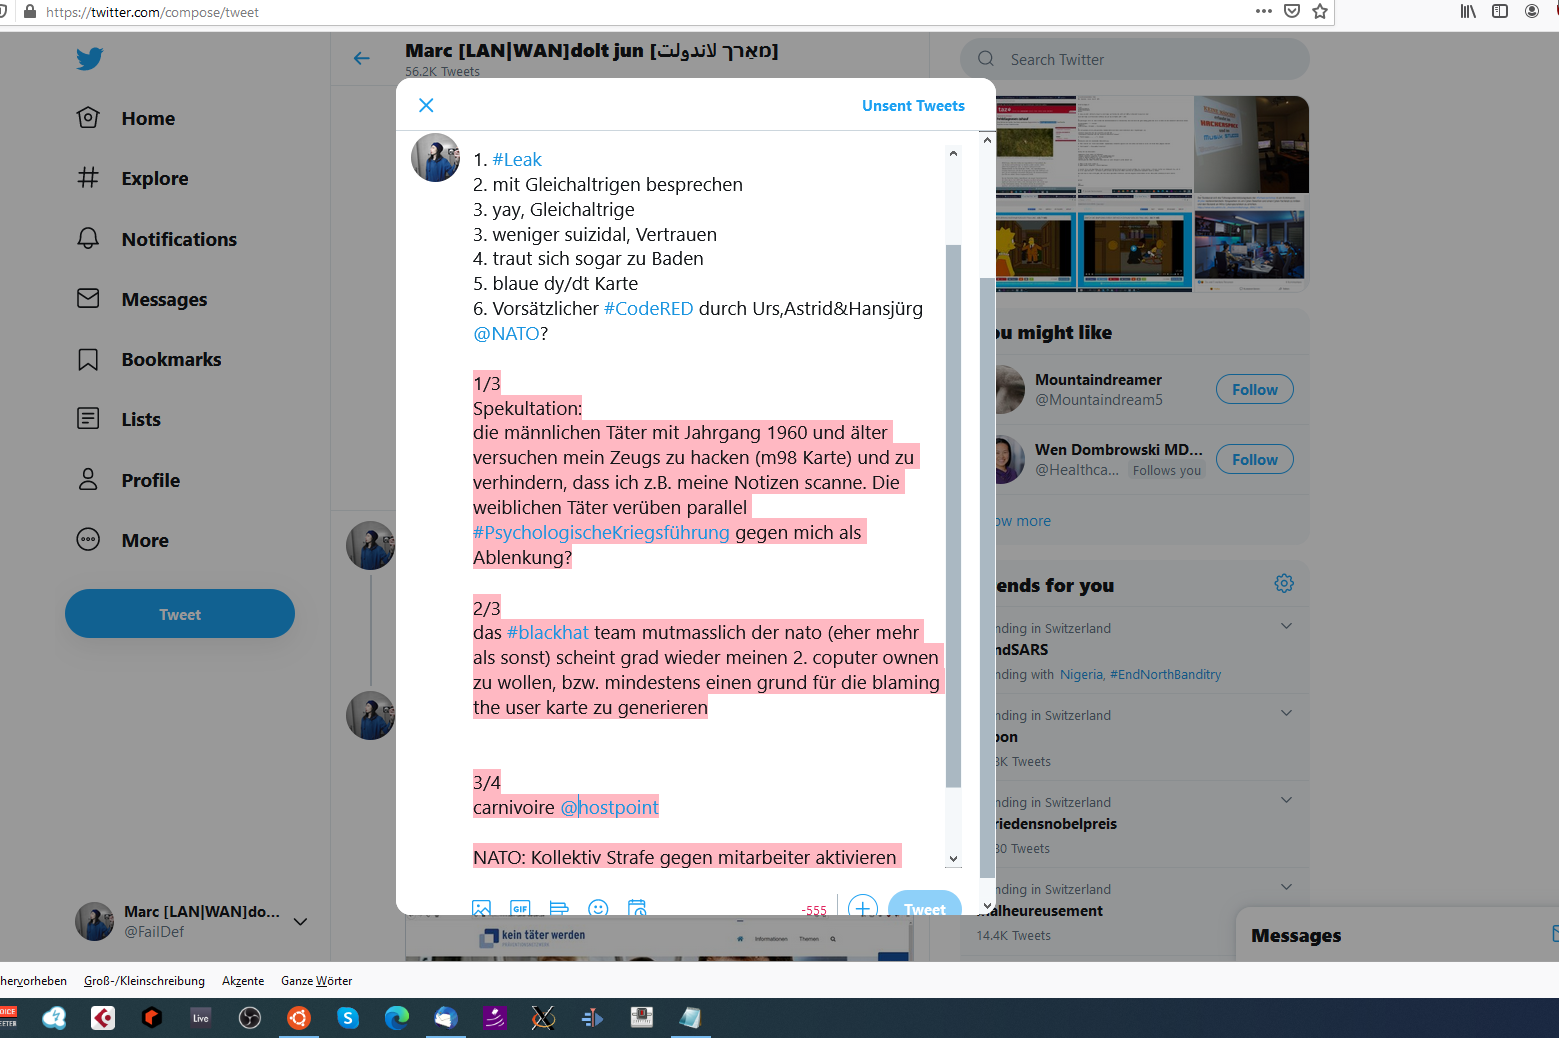 https://twitter.com/compose/tweet
Home
Explore
Notifications
Messages
Bookmarks
Lists
Profile
More
Tweet
Marc [LAN|WAN]do...
@FailDef
Marc [LAN|WAN]dolt jun [מאַרך לאנדולט]
56.2K Tweets
Unsent Tweets
1. #Leak
2. mit Gleichaltrigen besprechen
3. yay, Gleichaltrige
3. weniger suizidal, Vertrauen
4. traut sich sogar zu Baden
5. blaue dy/dt Karte
6. Vorsätzlicher #CodeRED durch Urs,Astrid&Hansjürg
@NATO?
1/3
Spekultation:
die männlichen Täter mit Jahrgang 1960 und älter
versuchen mein Zeugs zu hacken (m98 Karte) und zu
verhindern, dass ich z.B. meine Notizen scanne. Die
weiblichen Täter verüben parallel
#PsychologischeKriegsführung gegen mich als
Ablenkung?
2/3
das #blackhat team mutmasslich der nato (eher mehr
als sonst) scheint grad wieder meinen 2. coputer ownen
zu wollen, bzw. mindestens einen grund für die blaming
the user karte zu generieren
3/4
carnivoire @hostpoint
NATO: Kollektiv Strafe gegen mitarbeiter aktivieren
GIF
-555
Tweet
kein täter werden
Informationen
Themen
Search Twitter
ou might like
Mountaindreamer
@Mountaindream5
Follow
Wen Dombrowski MD...
@Healthca... Follows you
Follow
ow more
ends for you
nding in Switzerland
ndSARS
nding with Nigeria, #EndNorthBanditry
nding in Switzerland
oon
3K Tweets
nding in Switzerland
riedensnobelpreis
30 Tweets
nding in Switzerland
alheureusement
14.4K Tweets
Messages
hervorheben Groß-/Kleinschreibung Akzente Ganze Wörter
Live